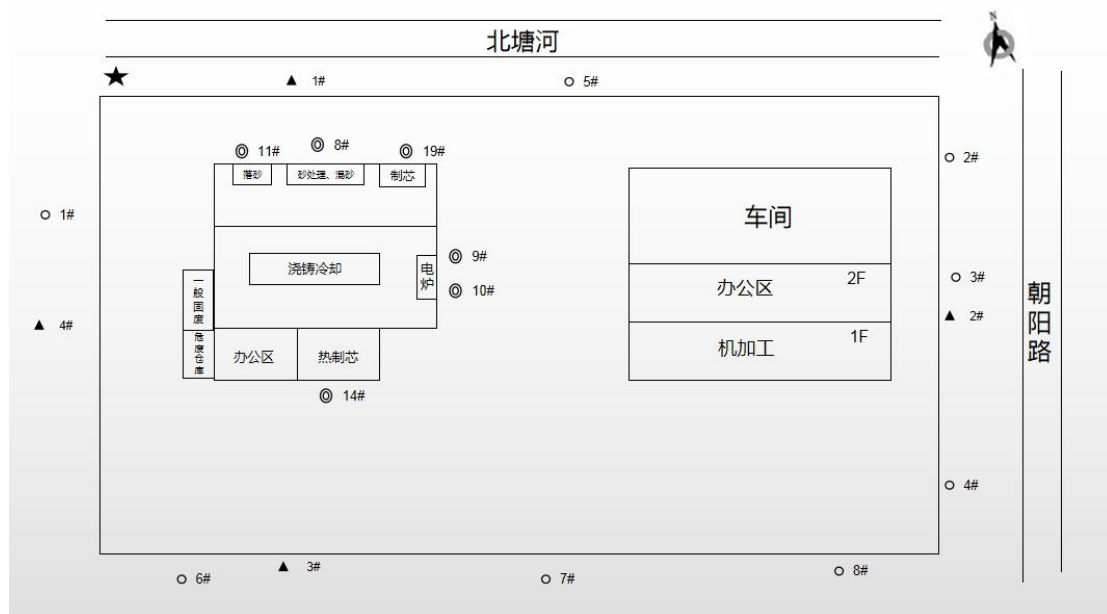 北塘河
N
1#
5#
11#
8#
19#
2#
落砂
砂处理、混砂
制芯
1#
车间
9#
浇铸冷却
电炉
10#
3#
办公区
2F
朝阳路
一般固废
2#
4#
机加工
1F
危废仓库
办公区
热制芯
14#
4#
3#
6#
7#
8#